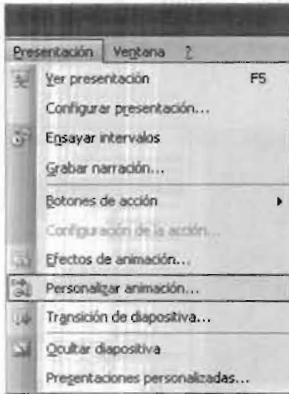 Presentación Ventana ?
Ver presentación F5
Configurar presentación...
Ensayar intervalos
Grabar narración...
Botones de acción
Configuración de la acción...
Efectos de animación...
Personalizar animación...
Transición de diapositiva...
Ocultar diapositiva
Presentaciones personalizadas...